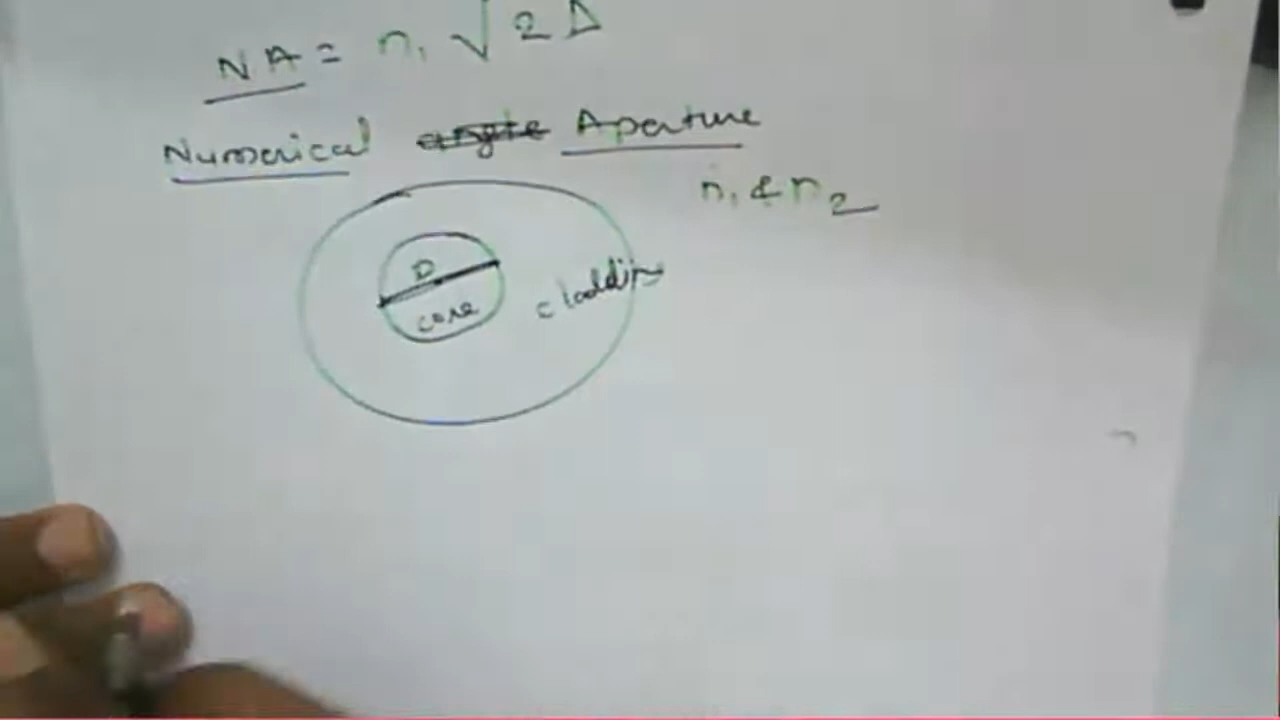 NA = n₁ √2Δ
Numerical angle Aperture
n₁ & n₂
D
core
cladding